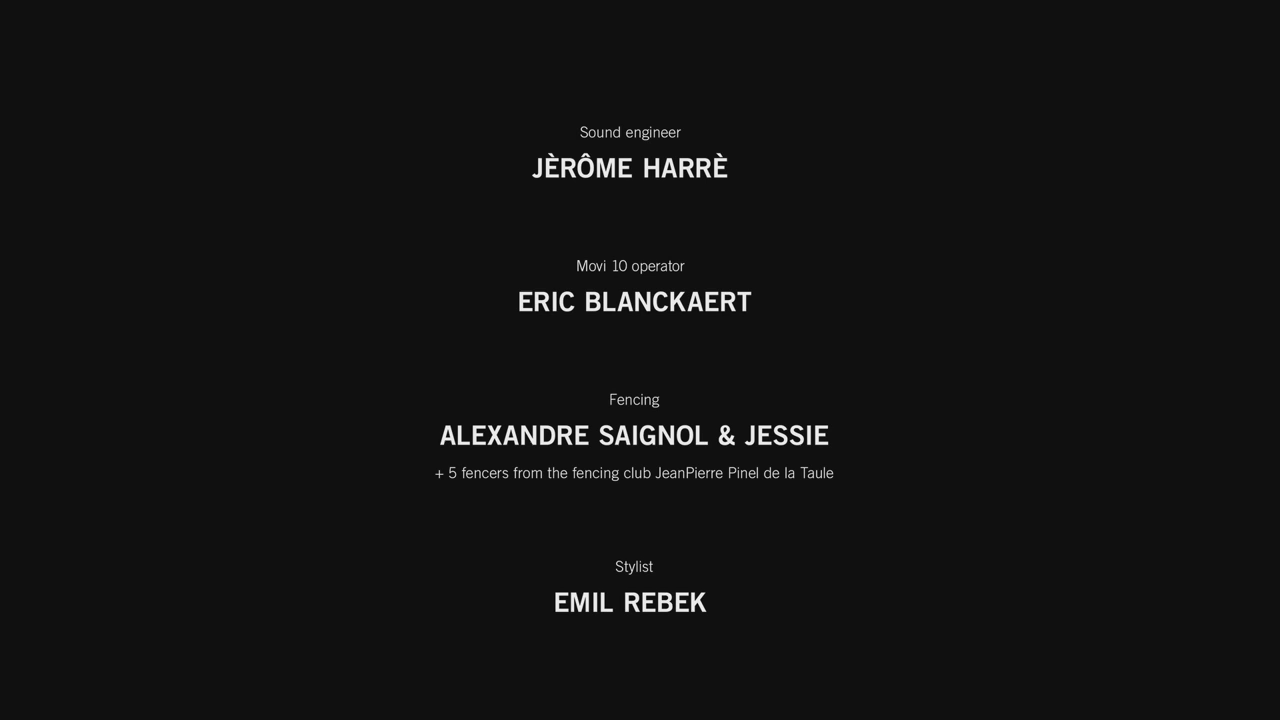 Sound engineer
JÈRÔME HARRÈ
Movi 10 operator
ERIC BLANCKAERT
Fencing
ALEXANDRE SAIGNOL & JESSIE
+ 5 fencers from the fencing club JeanPierre Pinel de la Taule
Stylist
EMIL REBEK